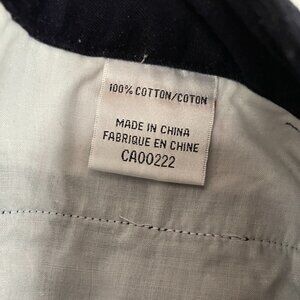 100% COTTON/COTON
MADE IN CHINA
FABRIQUE EN CHINE
CA00222